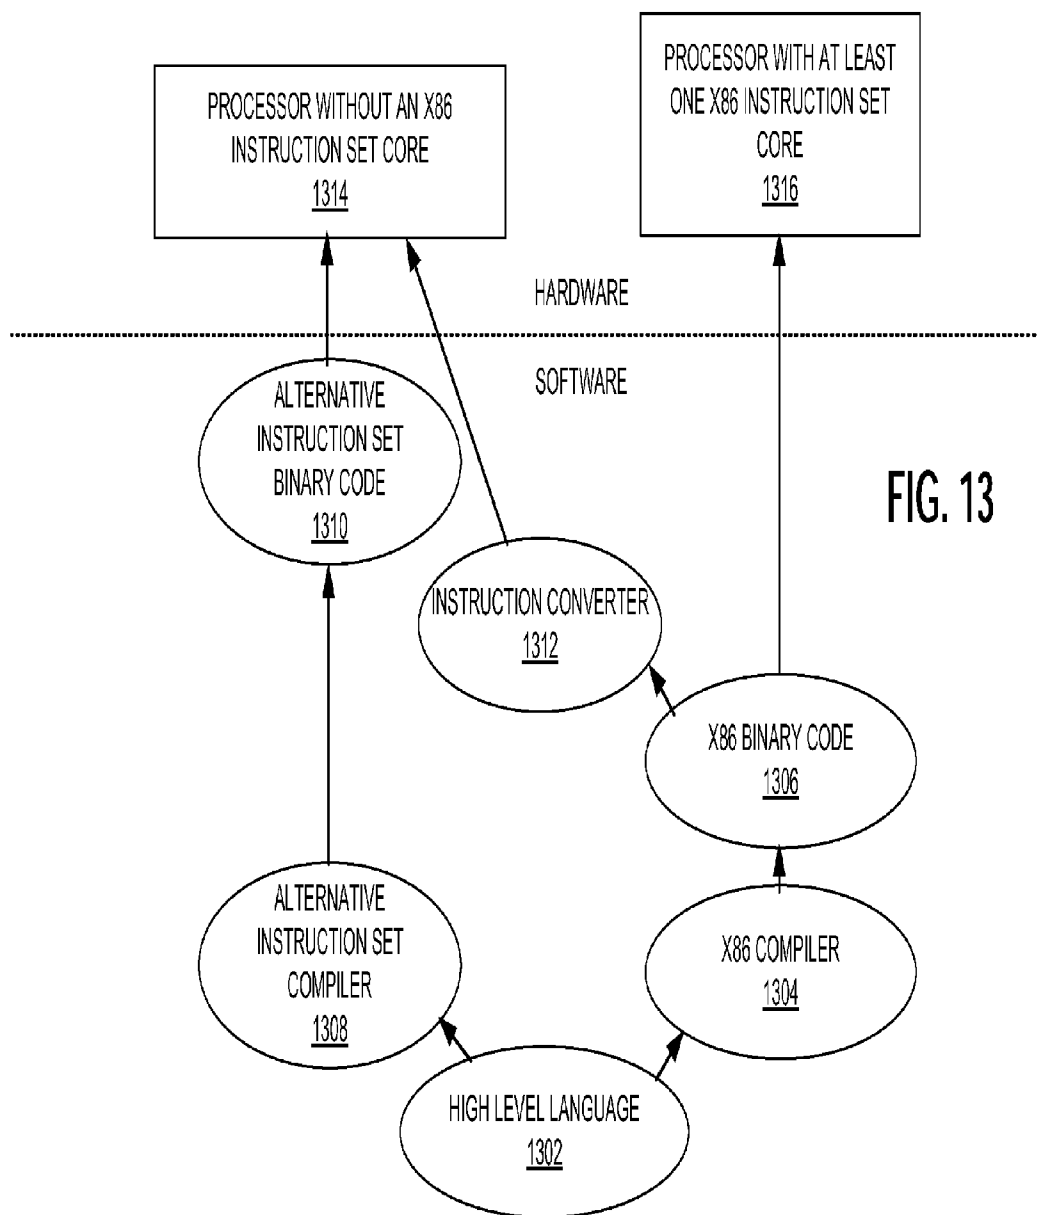 PROCESSOR WITHOUT AN X86
INSTRUCTION SET CORE
1314
PROCESSOR WITH AT LEAST
ONE X86 INSTRUCTION SET
CORE
1316
HARDWARE
SOFTWARE
ALTERNATIVE
INSTRUCTION SET
BINARY CODE
1310
FIG. 13
INSTRUCTION CONVERTER
1312
X86 BINARY CODE
1306
ALTERNATIVE
INSTRUCTION SET
COMPILER
1308
X86 COMPILER
1304
HIGH LEVEL LANGUAGE
1302